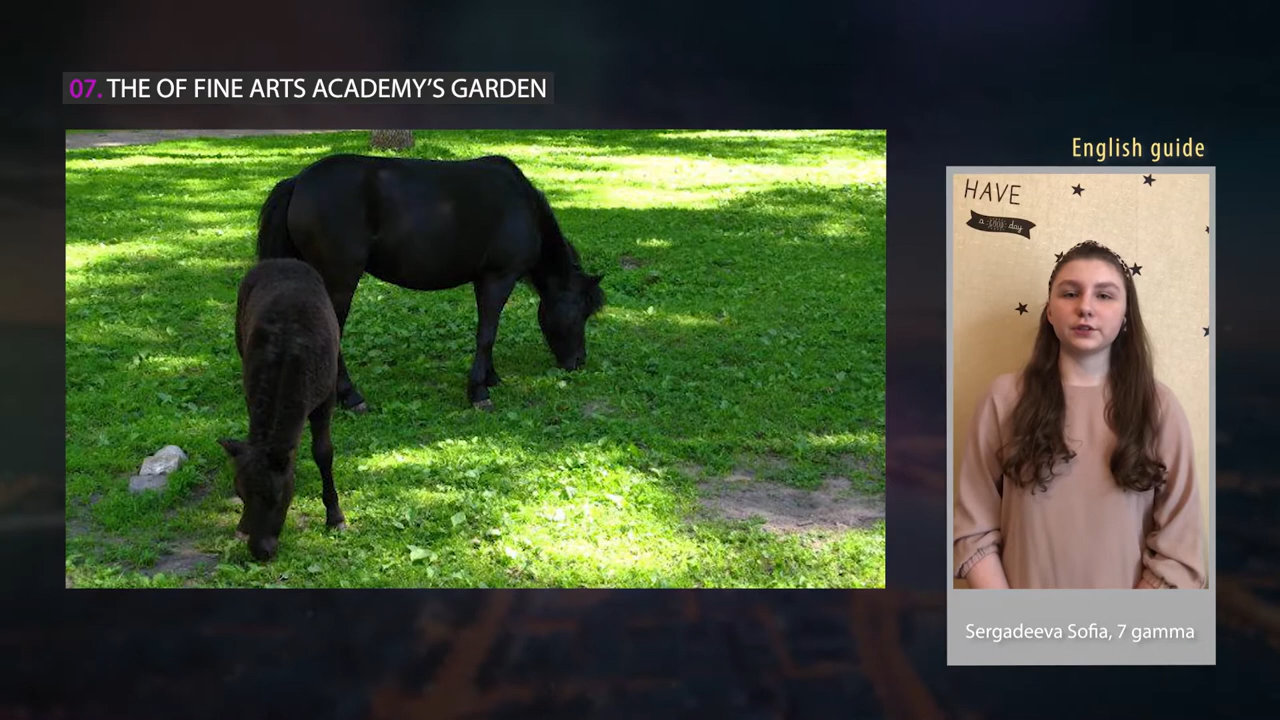 07. THE OF FINE ARTS ACADEMY'S GARDEN
English guide
HAVE
a
day
Sergadeeva Sofia, 7 gamma